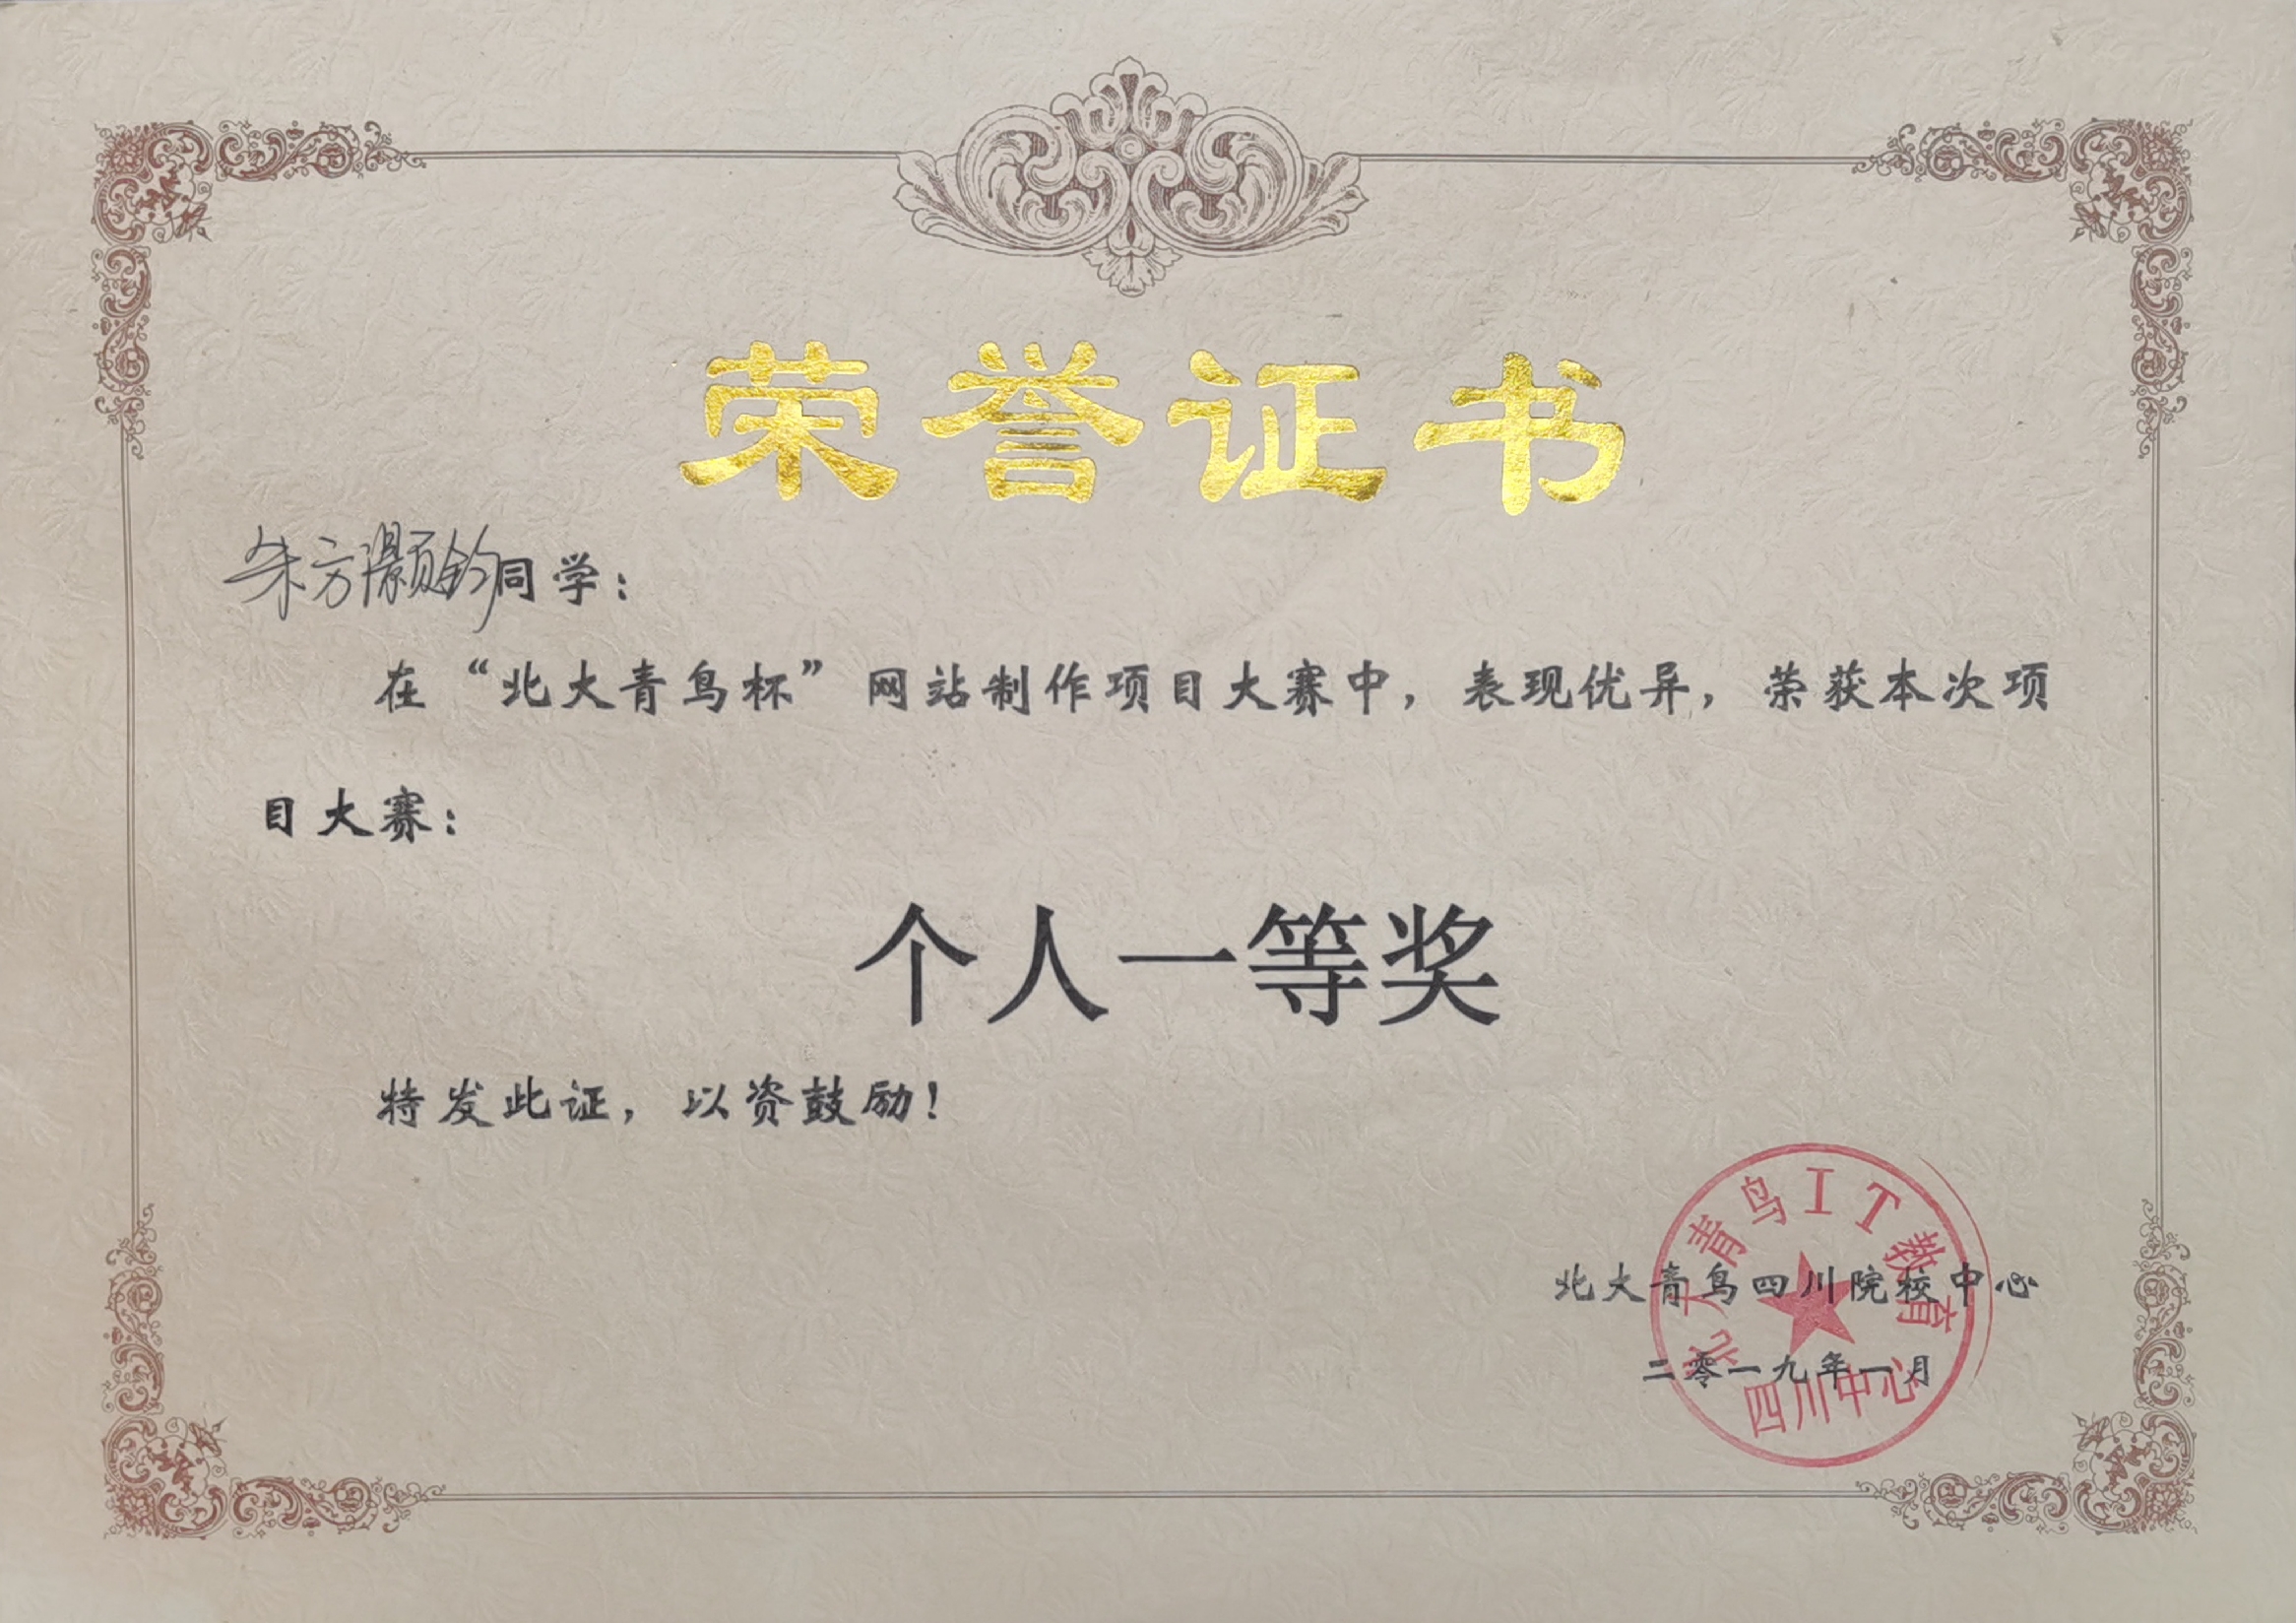 荣誉证书
朱方灏钧同学：
在“北大青鸟杯”网站制作项目大赛中，表现优异，荣获本次项
目大赛：
个人一等奖
特发此证，以资鼓励！
北大青鸟IT教育
北大青鸟四川院校中心
二零一九年一月
四川中心